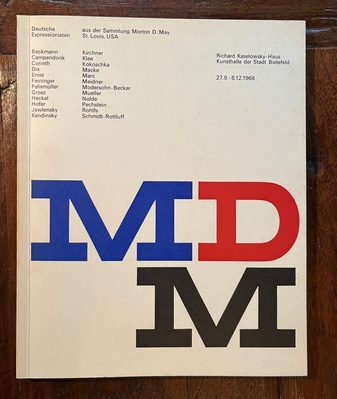 Deutsche Expressionisten
aus der Sammlung Morton D. May
St. Louis, USA
Beckmann
Campendonk
Corinth
Dix
Ernst
Feininger
Felixmüller
Grosz
Heckel
Hofer
Jawlensky
Kandinsky
Kirchner
Klee
Kokoschka
Macke
Marc
Meidner
Modersohn-Becker
Mueller
Nolde
Pechstein
Rohlfs
Schmidt-Rottluff
Richard Kaselowsky-Haus
Kunsthalle der Stadt Bielefeld
27.9.-8.12.1968
MD
M